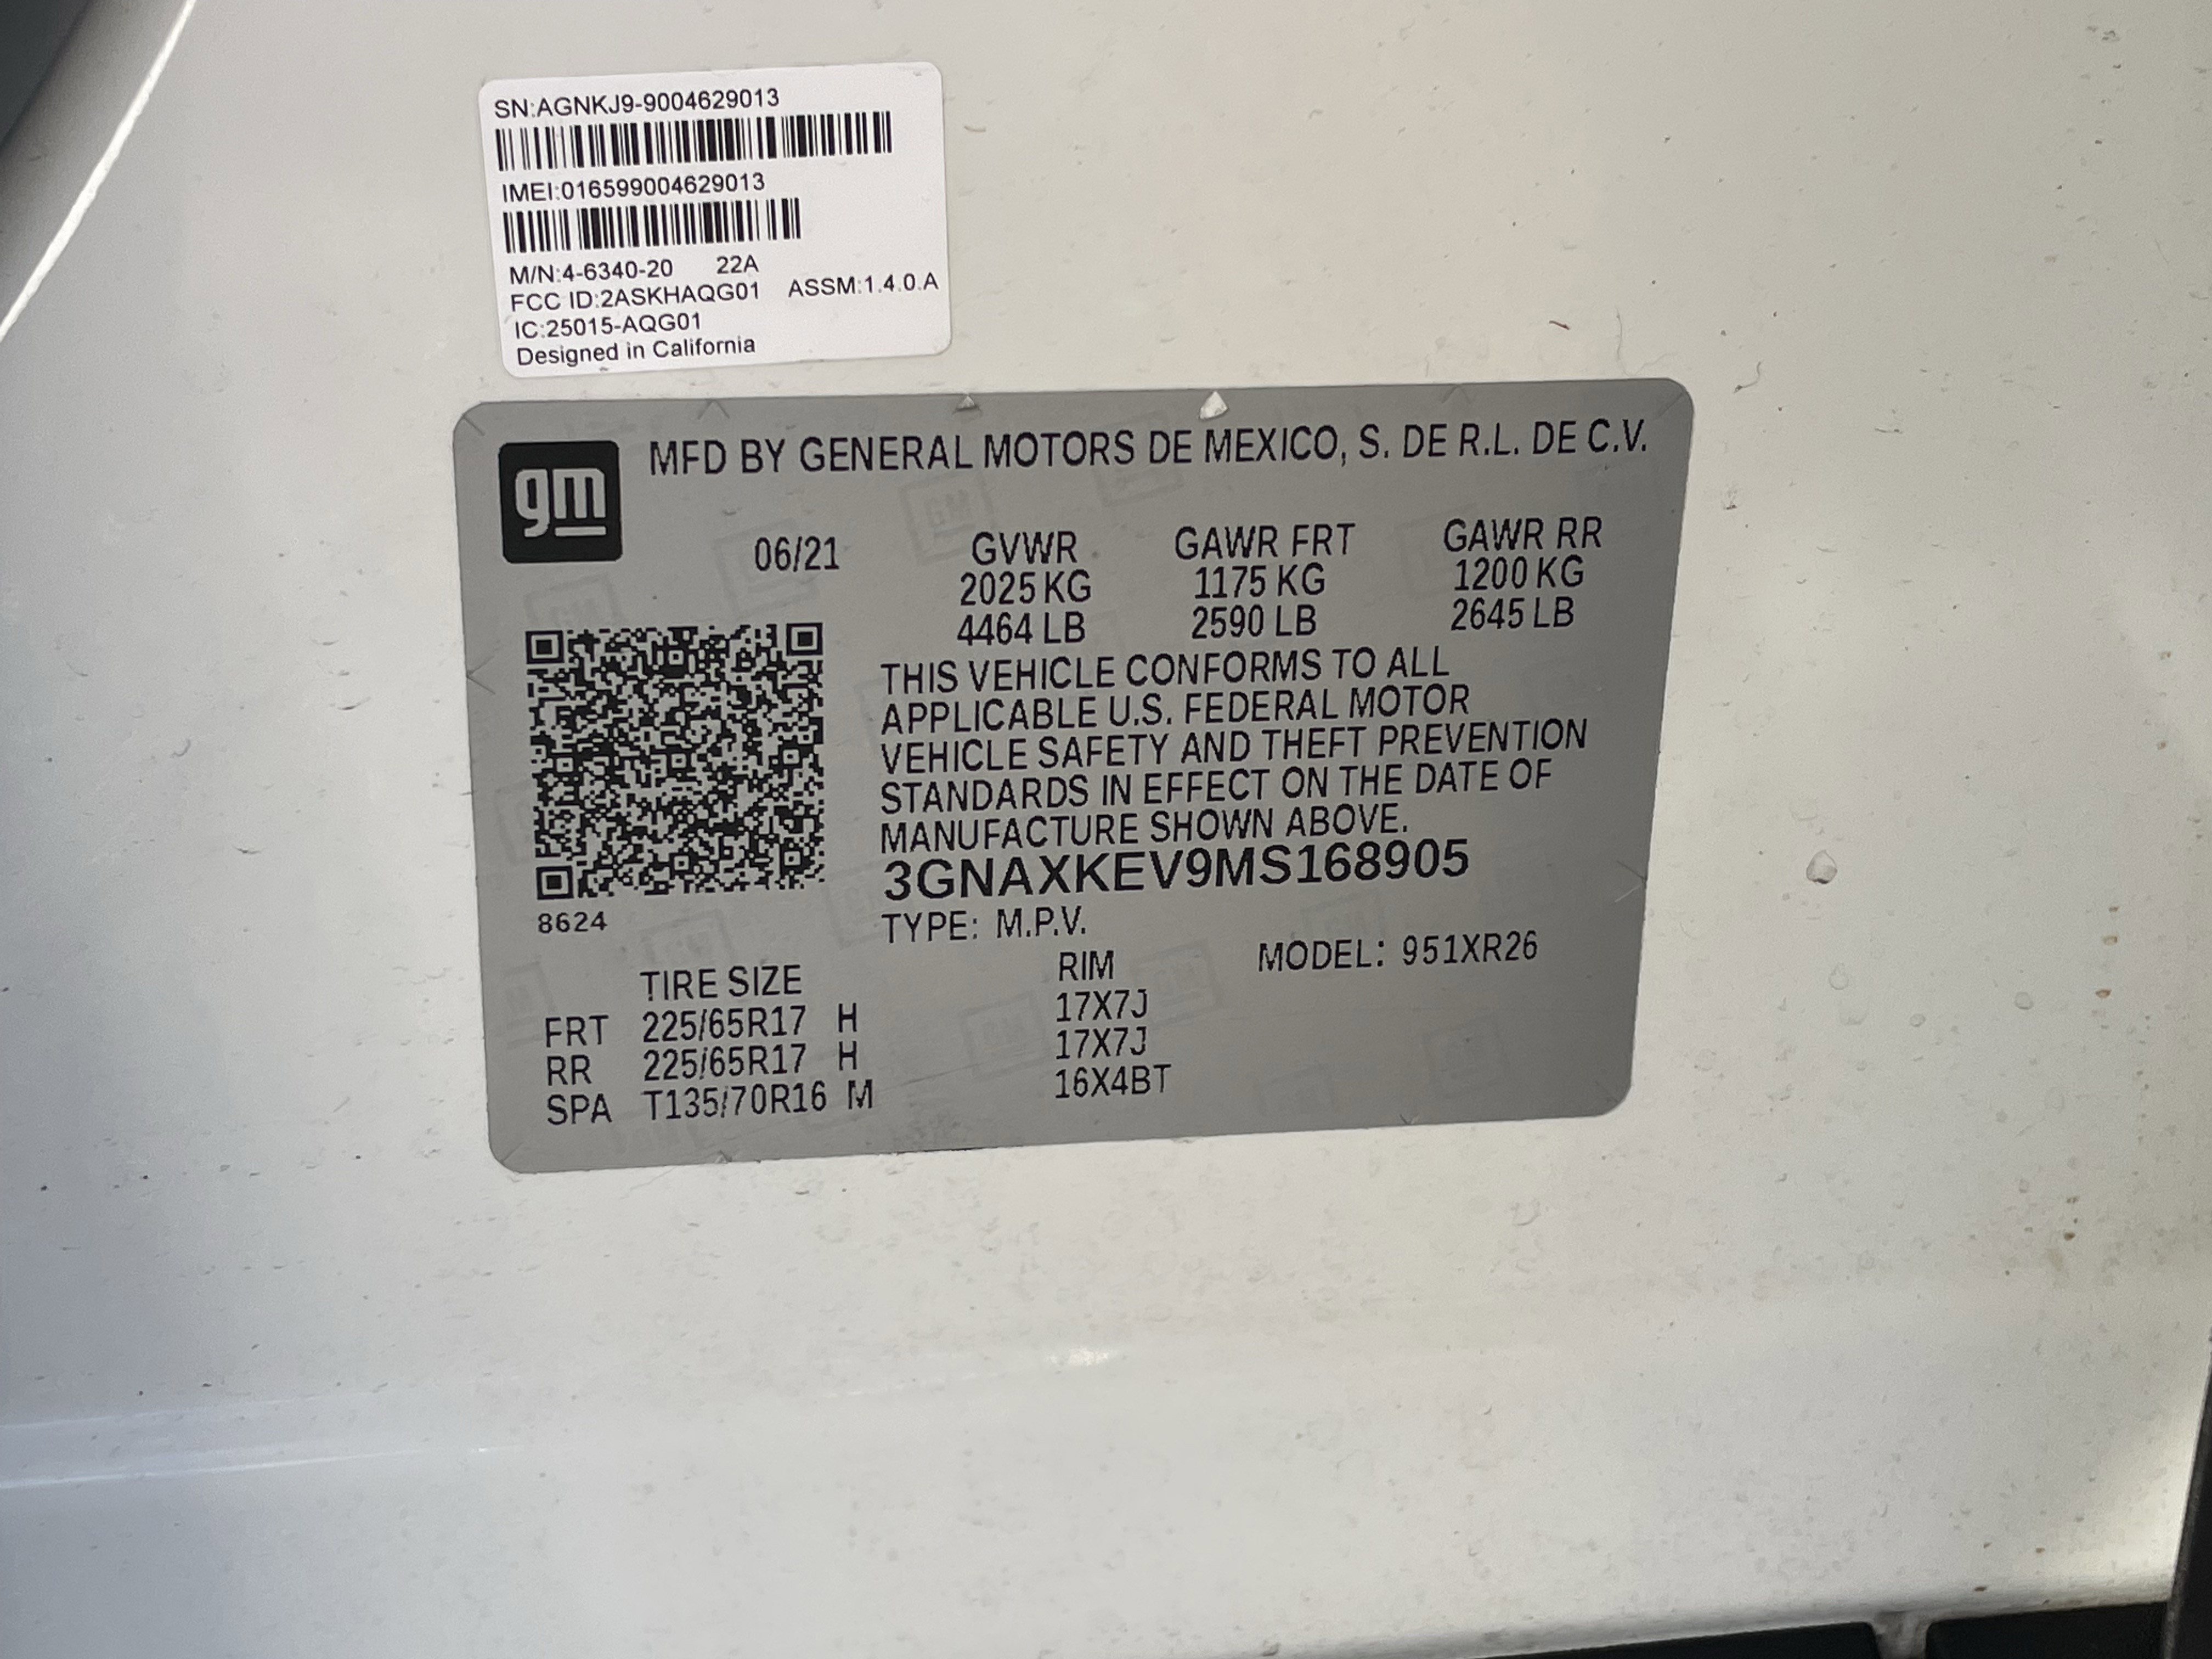 SN:AGNKJ9-9004629013
IMEI:016599004629013
M/N:4-6340-20 22A
FCC ID:2ASKHAQG01 ASSM:1.4.0.A
IC:25015-AQG01
Designed in California
gm
MFD BY GENERAL MOTORS DE MEXICO, S. DE R.L. DE C.V.
06/21 GVWR GAWR FRT GAWR RR
2025 KG 1175 KG 1200 KG
4464 LB 2590 LB 2645 LB
THIS VEHICLE CONFORMS TO ALL
APPLICABLE U.S. FEDERAL MOTOR
VEHICLE SAFETY AND THEFT PREVENTION
STANDARDS IN EFFECT ON THE DATE OF
MANUFACTURE SHOWN ABOVE.
3GNAXKEV9MS168905
8624
TYPE: M.P.V.
TIRE SIZE RIM MODEL: 951XR26
FRT 225/65R17 H 17X7J
RR 225/65R17 H 17X7J
SPA T135/70R16 M 16X4BT